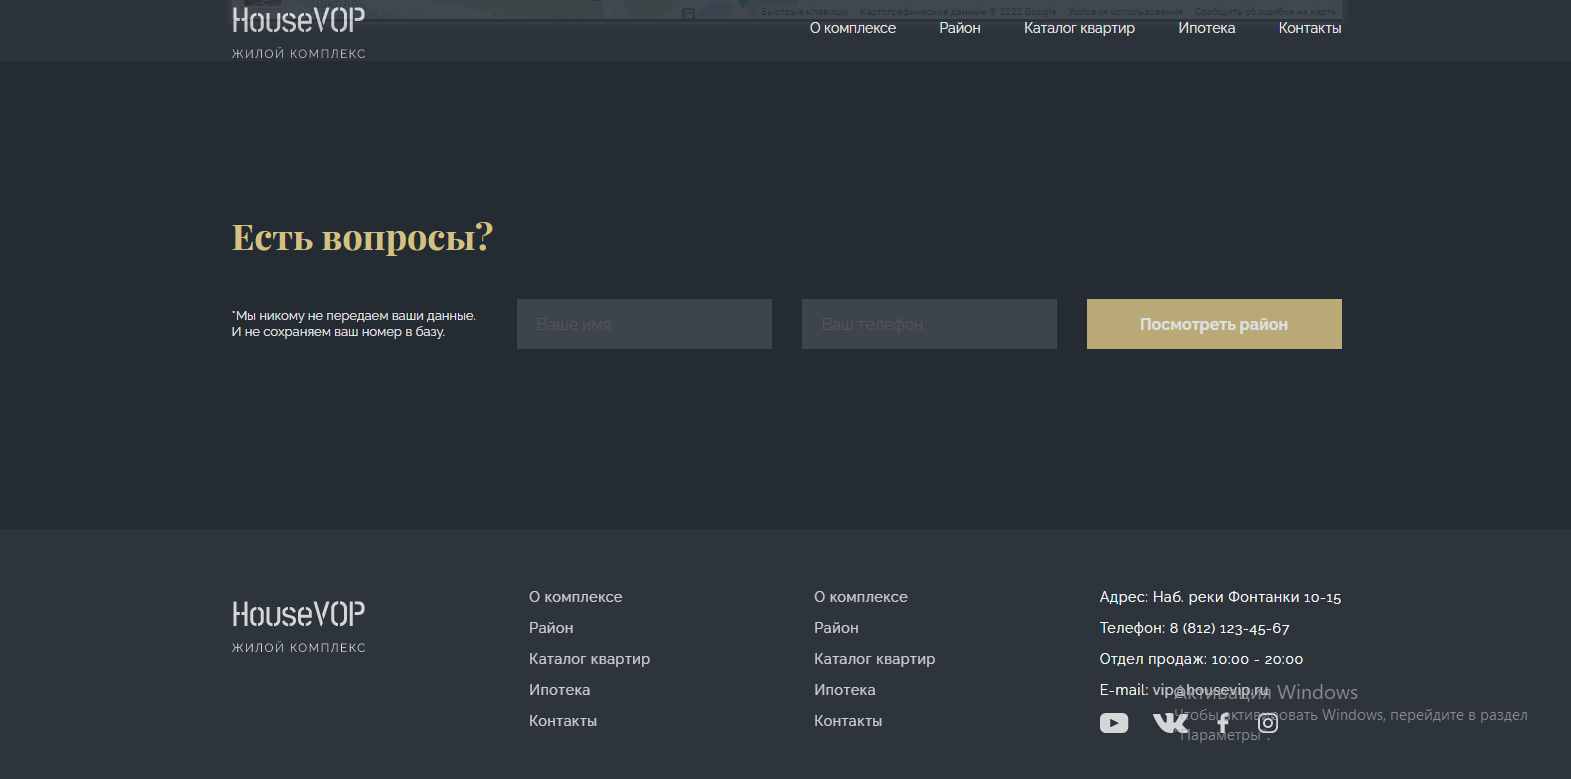 HouseVOP
ЖИЛОЙ КОМПЛЕКС
Быстрые клавиши Картографические данные © 2022 Google Условия использования Сообщить об ошибке на карте
О комплексе Район Каталог квартир Ипотека Контакты
Есть вопросы?
*Мы никому не передаем ваши данные.
И не сохраняем ваш номер в базу.
Ваше имя
Ваш телефон
Посмотреть район
HouseVOP
ЖИЛОЙ КОМПЛЕКС
О комплексе
Район
Каталог квартир
Ипотека
Контакты
О комплексе
Район
Каталог квартир
Ипотека
Контакты
Адрес: Наб. реки Фонтанки 10-15
Телефон: 8 (812) 123-45-67
Отдел продаж: 10:00 - 20:00
E-mail: vip@housevip.ru
Активация Windows
Чтобы активировать Windows, перейдите в раздел
"Параметры".